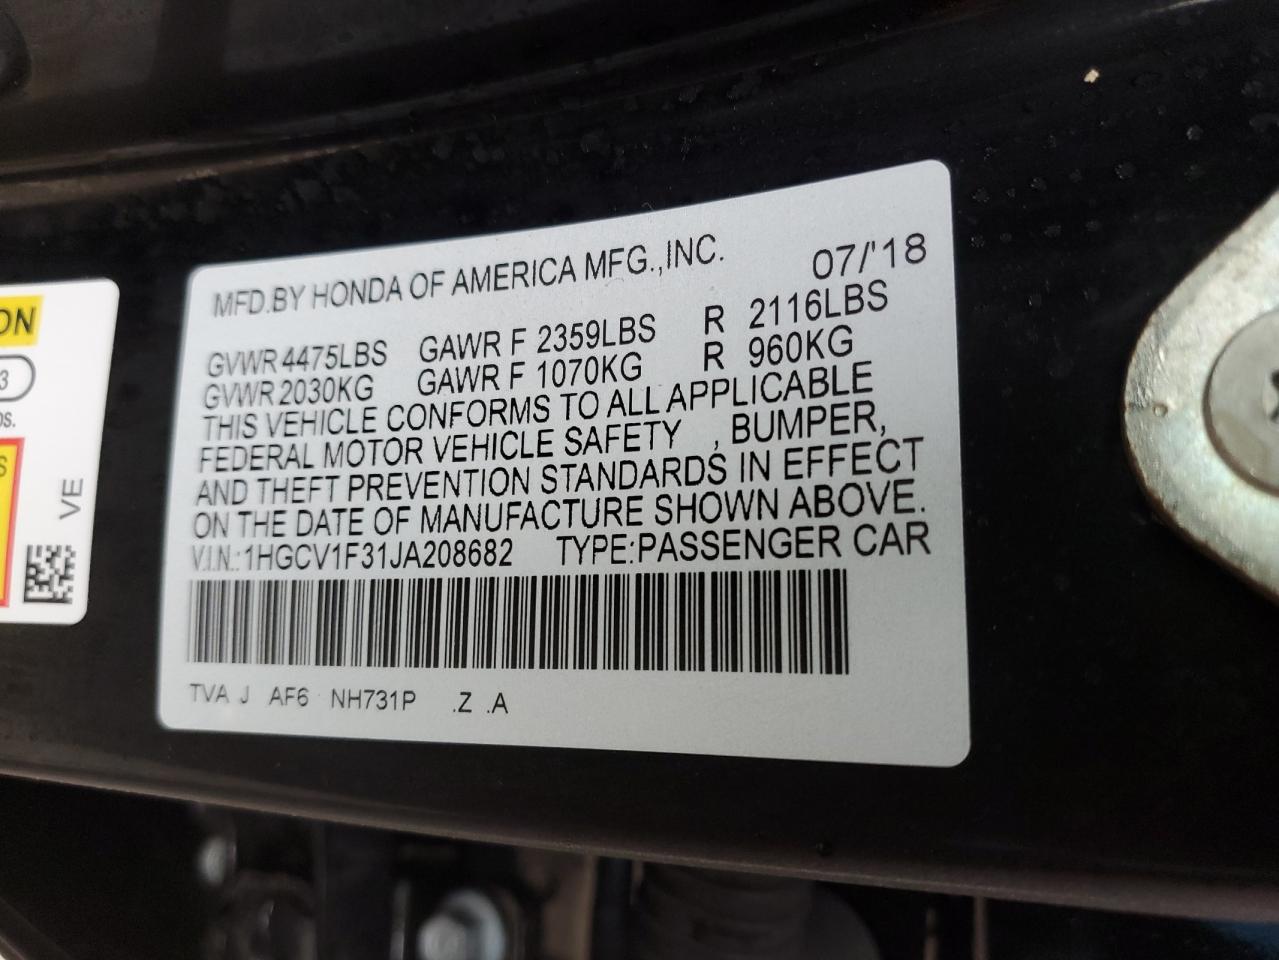 MFD.BY HONDA OF AMERICA MFG.,INC. 07/'18
GVWR 4475LBS GAWR F 2359LBS R 2116LBS
GVWR 2030KG GAWR F 1070KG R 960KG
THIS VEHICLE CONFORMS TO ALL APPLICABLE
FEDERAL MOTOR VEHICLE SAFETY , BUMPER,
AND THEFT PREVENTION STANDARDS IN EFFECT
ON THE DATE OF MANUFACTURE SHOWN ABOVE.
V.I.N.:1HGCV1F31JA208682 TYPE:PASSENGER CAR
TVA J AF6 NH731P .Z .A
VE